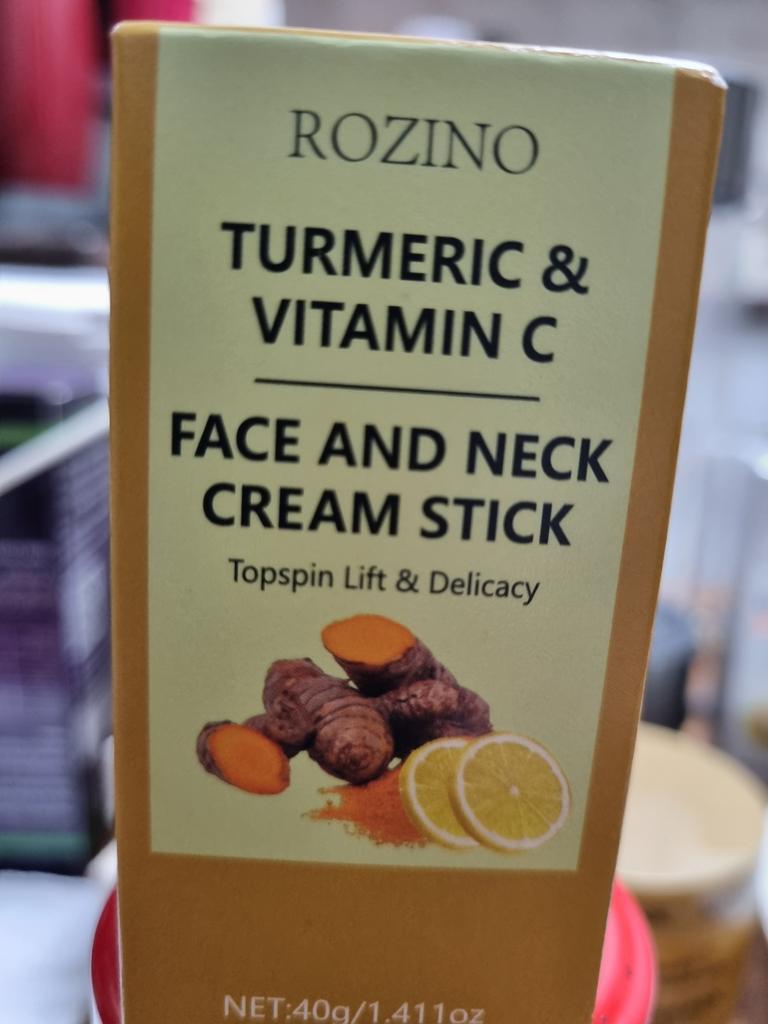 ROZINO
TURMERIC &
VITAMIN C
FACE AND NECK
CREAM STICK
Topspin Lift & Delicacy
NET:40g/1.411oz